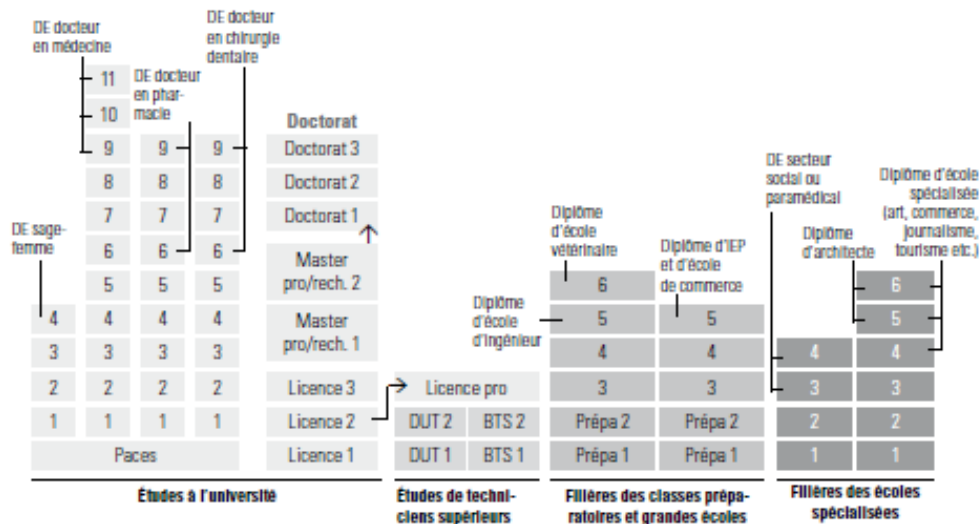 DE docteur
en médecine
DE docteur
en phar-
macie
DE docteur
en chirurgie
dentaire
DE sage-
femme
11
10
9 9 9
8 8 8
7 7 7
6 6 6
5 5 5
4 4 4 4
3 3 3 3
2 2 2 2
1 1 1 1
Paces
Doctorat
Doctorat 3
Doctorat 2
Doctorat 1
Master
pro/rech. 2
Master
pro/rech. 1
Licence 3
Licence 2
Licence 1
Études à l'université
Licence pro
DUT 2 BTS 2
DUT 1 BTS 1
Études de techni-
ciens supérieurs
Diplôme
d'école
vétérinaire
Diplôme
d'école
d'ingénieur
Diplôme d'IEP
et d'école
de commerce
6
5 5
4 4
3 3
Prépa 2 Prépa 2
Prépa 1 Prépa 1
Filières des classes prépa-
ratoires et grandes écoles
DE secteur
social ou
paramédical
Diplôme
d'architecte
Diplôme d'école
spécialisée
(art, commerce,
journalisme,
tourisme etc.)
6
5
4 4
3 3
2 2
1 1
Filières des écoles
spécialisées